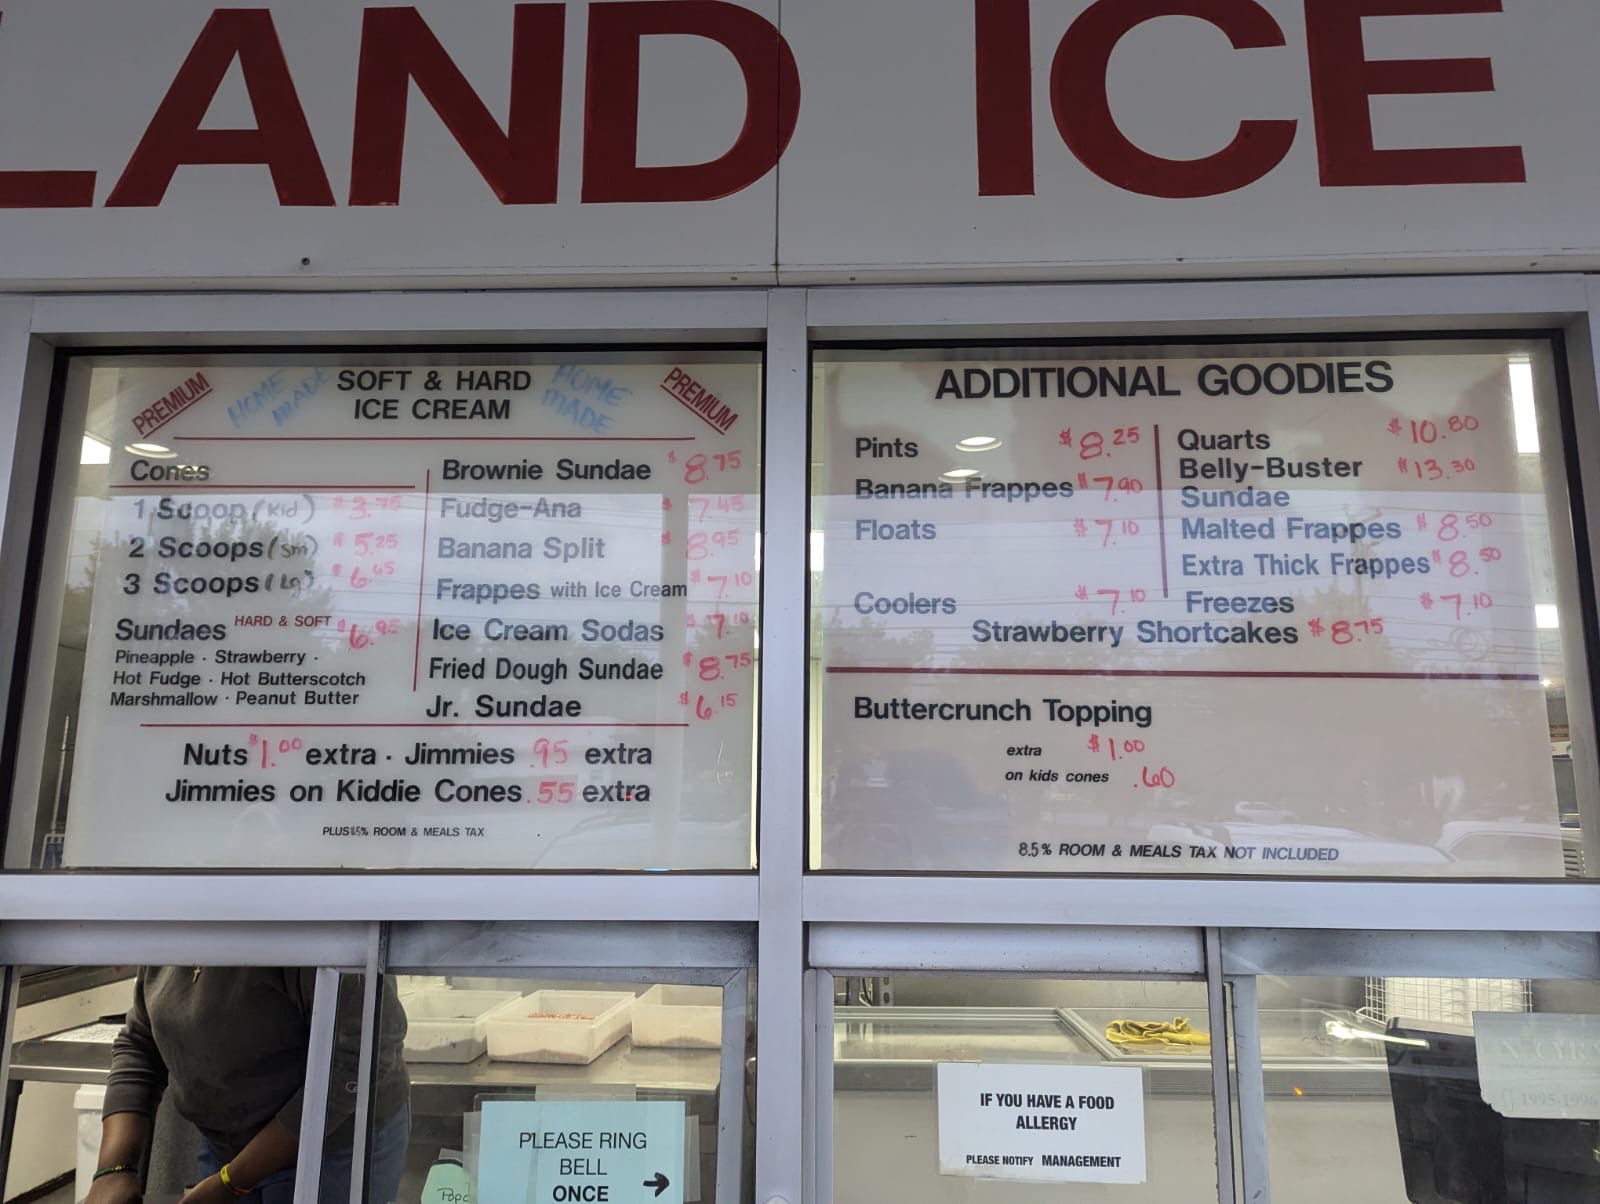 LAND ICE
PREMIUM
HOME MADE
SOFT & HARD
ICE CREAM
HOME MADE
PREMIUM
Cones
1 Scoop (Kid) $3.75
2 Scoops (sm) $5.25
3 Scoops (Lg) $6.45
Sundaes HARD & SOFT $6.95
Pineapple · Strawberry ·
Hot Fudge · Hot Butterscotch
Marshmallow · Peanut Butter
Brownie Sundae $8.75
Fudge-Ana $7.45
Banana Split $8.95
Frappes with Ice Cream $7.10
Ice Cream Sodas $7.10
Fried Dough Sundae $8.75
Jr. Sundae $6.15
Nuts $1.00 extra · Jimmies .95 extra
Jimmies on Kiddie Cones .55 extra
PLUS % ROOM & MEALS TAX
ADDITIONAL GOODIES
Pints $8.25
Banana Frappes $7.90
Floats $7.10
Coolers $7.10
Quarts $10.80
Belly-Buster $13.30
Sundae
Malted Frappes $8.50
Extra Thick Frappes $8.50
Freezes $7.10
Strawberry Shortcakes $8.75
Buttercrunch Topping
extra $1.00
on kids cones .60
8.5% ROOM & MEALS TAX NOT INCLUDED
PLEASE RING
BELL
ONCE →
IF YOU HAVE A FOOD
ALLERGY
PLEASE NOTIFY MANAGEMENT
1995-1996